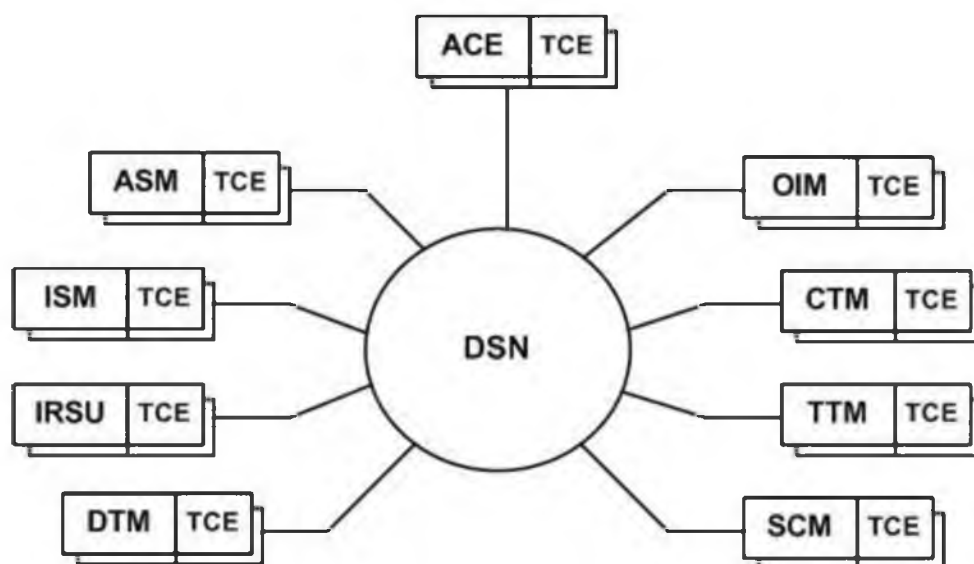 ACE TCE
ASM TCE
OIM TCE
ISM TCE
CTM TCE
DSN
IRSU TCE
TTM TCE
DTM TCE
SCM TCE